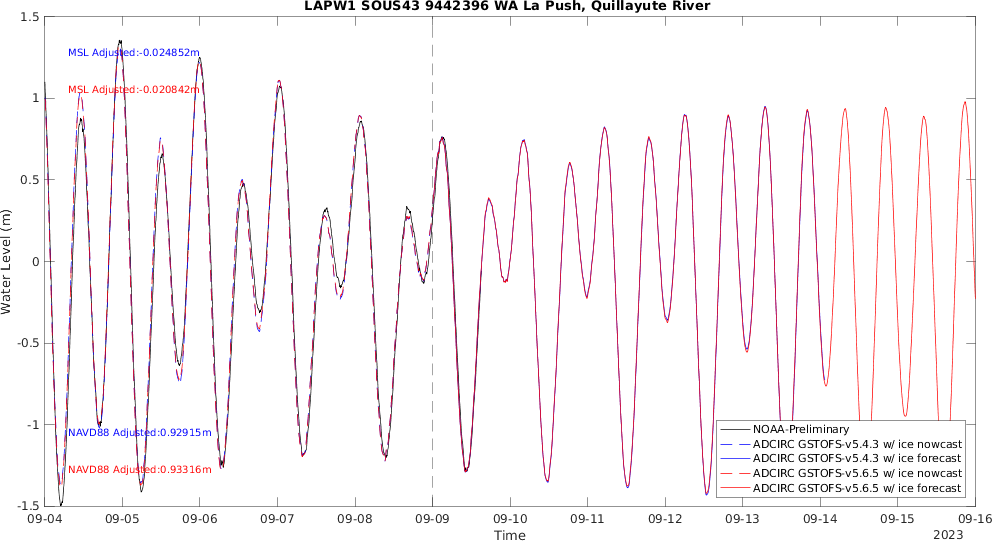 LAPW1 SOUS43 9442396 WA La Push, Quillayute River
1.5
1
0.5
0
-0.5
-1
-1.5
Water Level (m)
MSL Adjusted:-0.024852m
MSL Adjusted:-0.020842m
NAVD88 Adjusted:0.92915m
NAVD88 Adjusted:0.93316m
NOAA-Preliminary
ADCIRC GSTOFS-v5.4.3 w/ ice nowcast
ADCIRC GSTOFS-v5.4.3 w/ ice forecast
ADCIRC GSTOFS-v5.6.5 w/ ice nowcast
ADCIRC GSTOFS-v5.6.5 w/ ice forecast
09-04 09-05 09-06 09-07 09-08 09-09 09-10 09-11 09-12 09-13 09-14 09-15 09-16
Time
2023